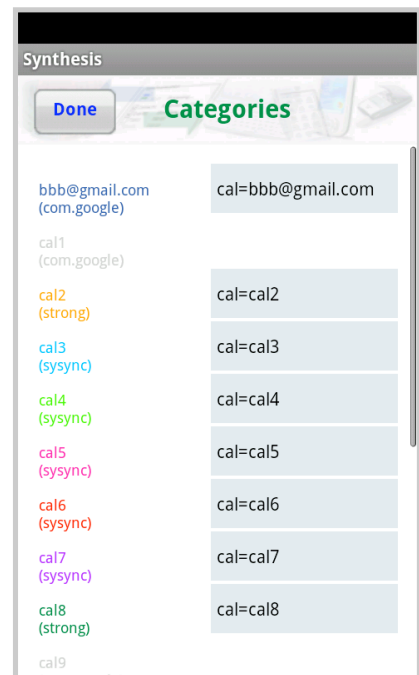 Synthesis
Done
Categories
bbb@gmail.com
(com.google)
cal=bbb@gmail.com
cal1
(com.google)
cal2
(strong)
cal=cal2
cal3
(sysync)
cal=cal3
cal4
(sysync)
cal=cal4
cal5
(sysync)
cal=cal5
cal6
(sysync)
cal=cal6
cal7
(sysync)
cal=cal7
cal8
(strong)
cal=cal8
cal9